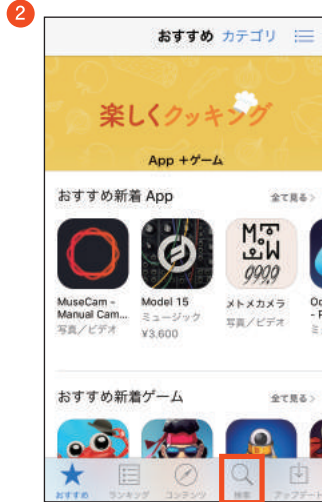 2
おすすめ カテゴリ
楽しくクッキング
App +ゲーム
おすすめ新着 App 全て見る>
MuseCam - Model 15 メトメカメラ
Manual Cam... ミュージック 写真／ビデオ
写真／ビデオ ¥3,600
おすすめ新着ゲーム 全て見る>
おすすめ ランキング コンテンツ 検索 アップデート